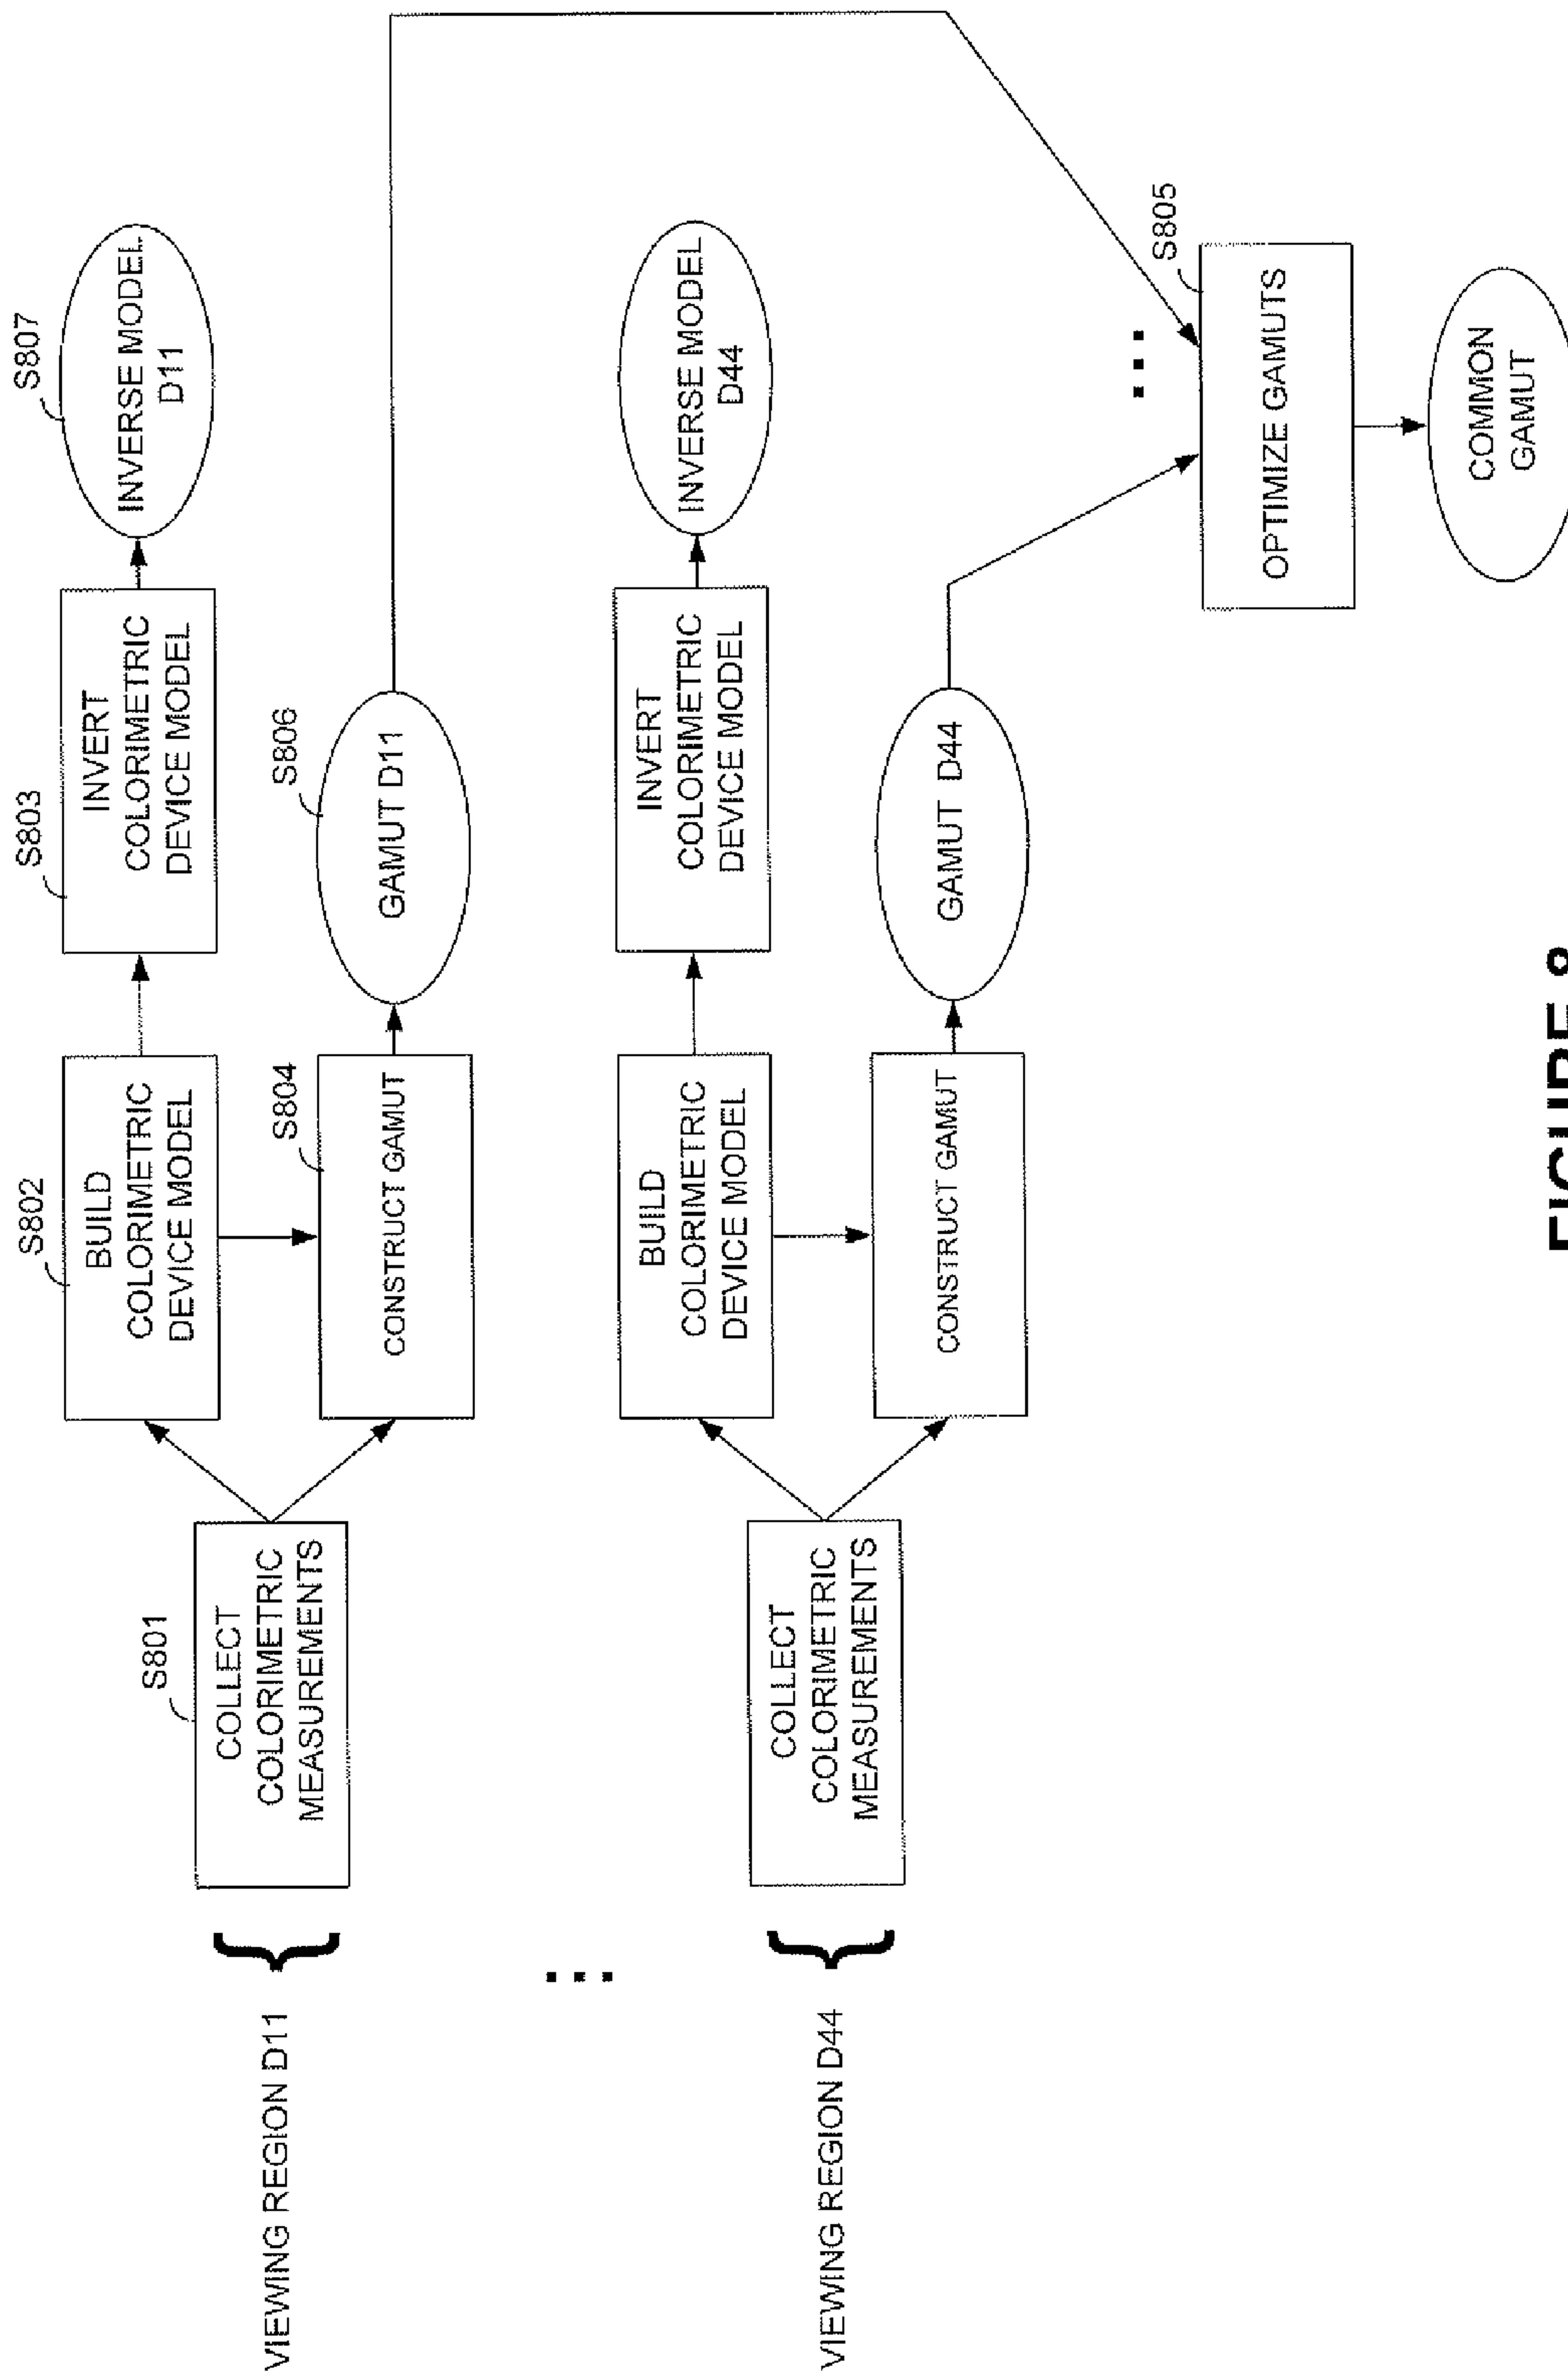 S807
INVERSE MODEL
D11
S803
INVERT
COLORIMETRIC
DEVICE MODEL
S802
BUILD
COLORIMETRIC
DEVICE MODEL
S806
GAMUT D11
S804
CONSTRUCT GAMUT
S801
COLLECT
COLORIMETRIC
MEASUREMENTS
VIEWING REGION D11
...
INVERSE MODEL
D44
INVERT
COLORIMETRIC
DEVICE MODEL
BUILD
COLORIMETRIC
DEVICE MODEL
GAMUT D44
CONSTRUCT GAMUT
COLLECT
COLORIMETRIC
MEASUREMENTS
VIEWING REGION D44
...
S805
OPTIMIZE GAMUTS
COMMON
GAMUT
FIGURE 8